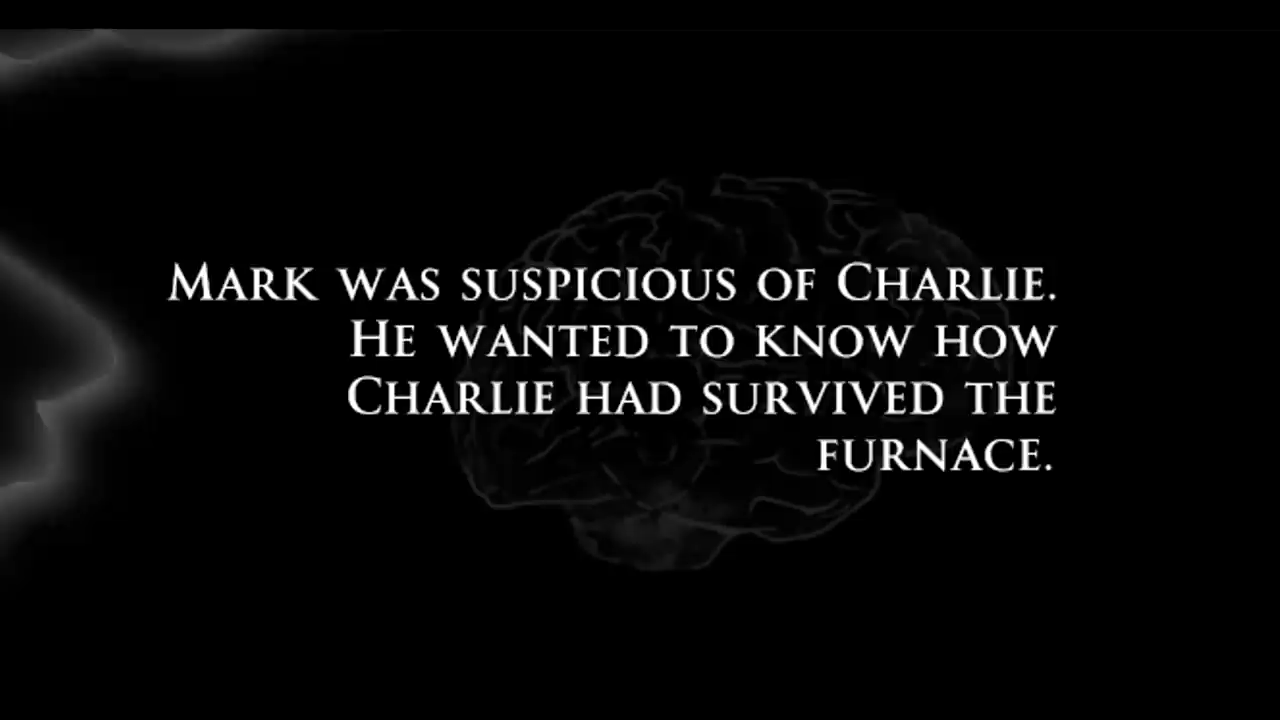 Mark was suspicious of Charlie.
He wanted to know how
Charlie had survived the
furnace.